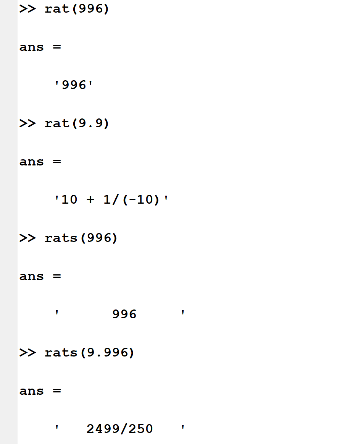 >> rat(996)
ans =
'996'
>> rat(9.9)
ans =
'10 + 1/(-10)'
>> rats(996)
ans =
'      996      '
>> rats(9.996)
ans =
'   2499/250    '